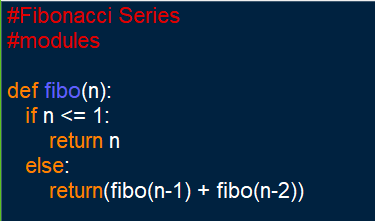 #Fibonacci Series
#modules
def fibo(n):
if n <= 1:
return n
else:
return(fibo(n-1) + fibo(n-2))